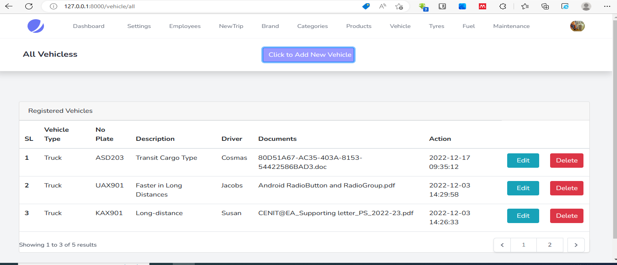 127.0.0.1:8000/vehicle/all
Dashboard Settings Employees NewTrip Brand Categories Products Vehicle Tyres Fuel Maintenance
All Vehicless
Click to Add New Vehicle
Registered Vehicles
SL Vehicle Type No Plate Description Driver Documents Action
1 Truck ASD203 Transit Cargo Type Cosmas 80D51A67-AC35-403A-8153-
54422586BAD3.doc 2022-12-17
09:35:12 Edit Delete
2 Truck UAX901 Faster in Long
Distances Jacobs Android RadioButton and RadioGroup.pdf 2022-12-03
14:29:58 Edit Delete
3 Truck KAX901 Long-distance Susan CENIT@EA_Supporting letter_PS_2022-23.pdf 2022-12-03
14:26:33 Edit Delete
Showing 1 to 3 of 5 results
‹ 1 2 ›